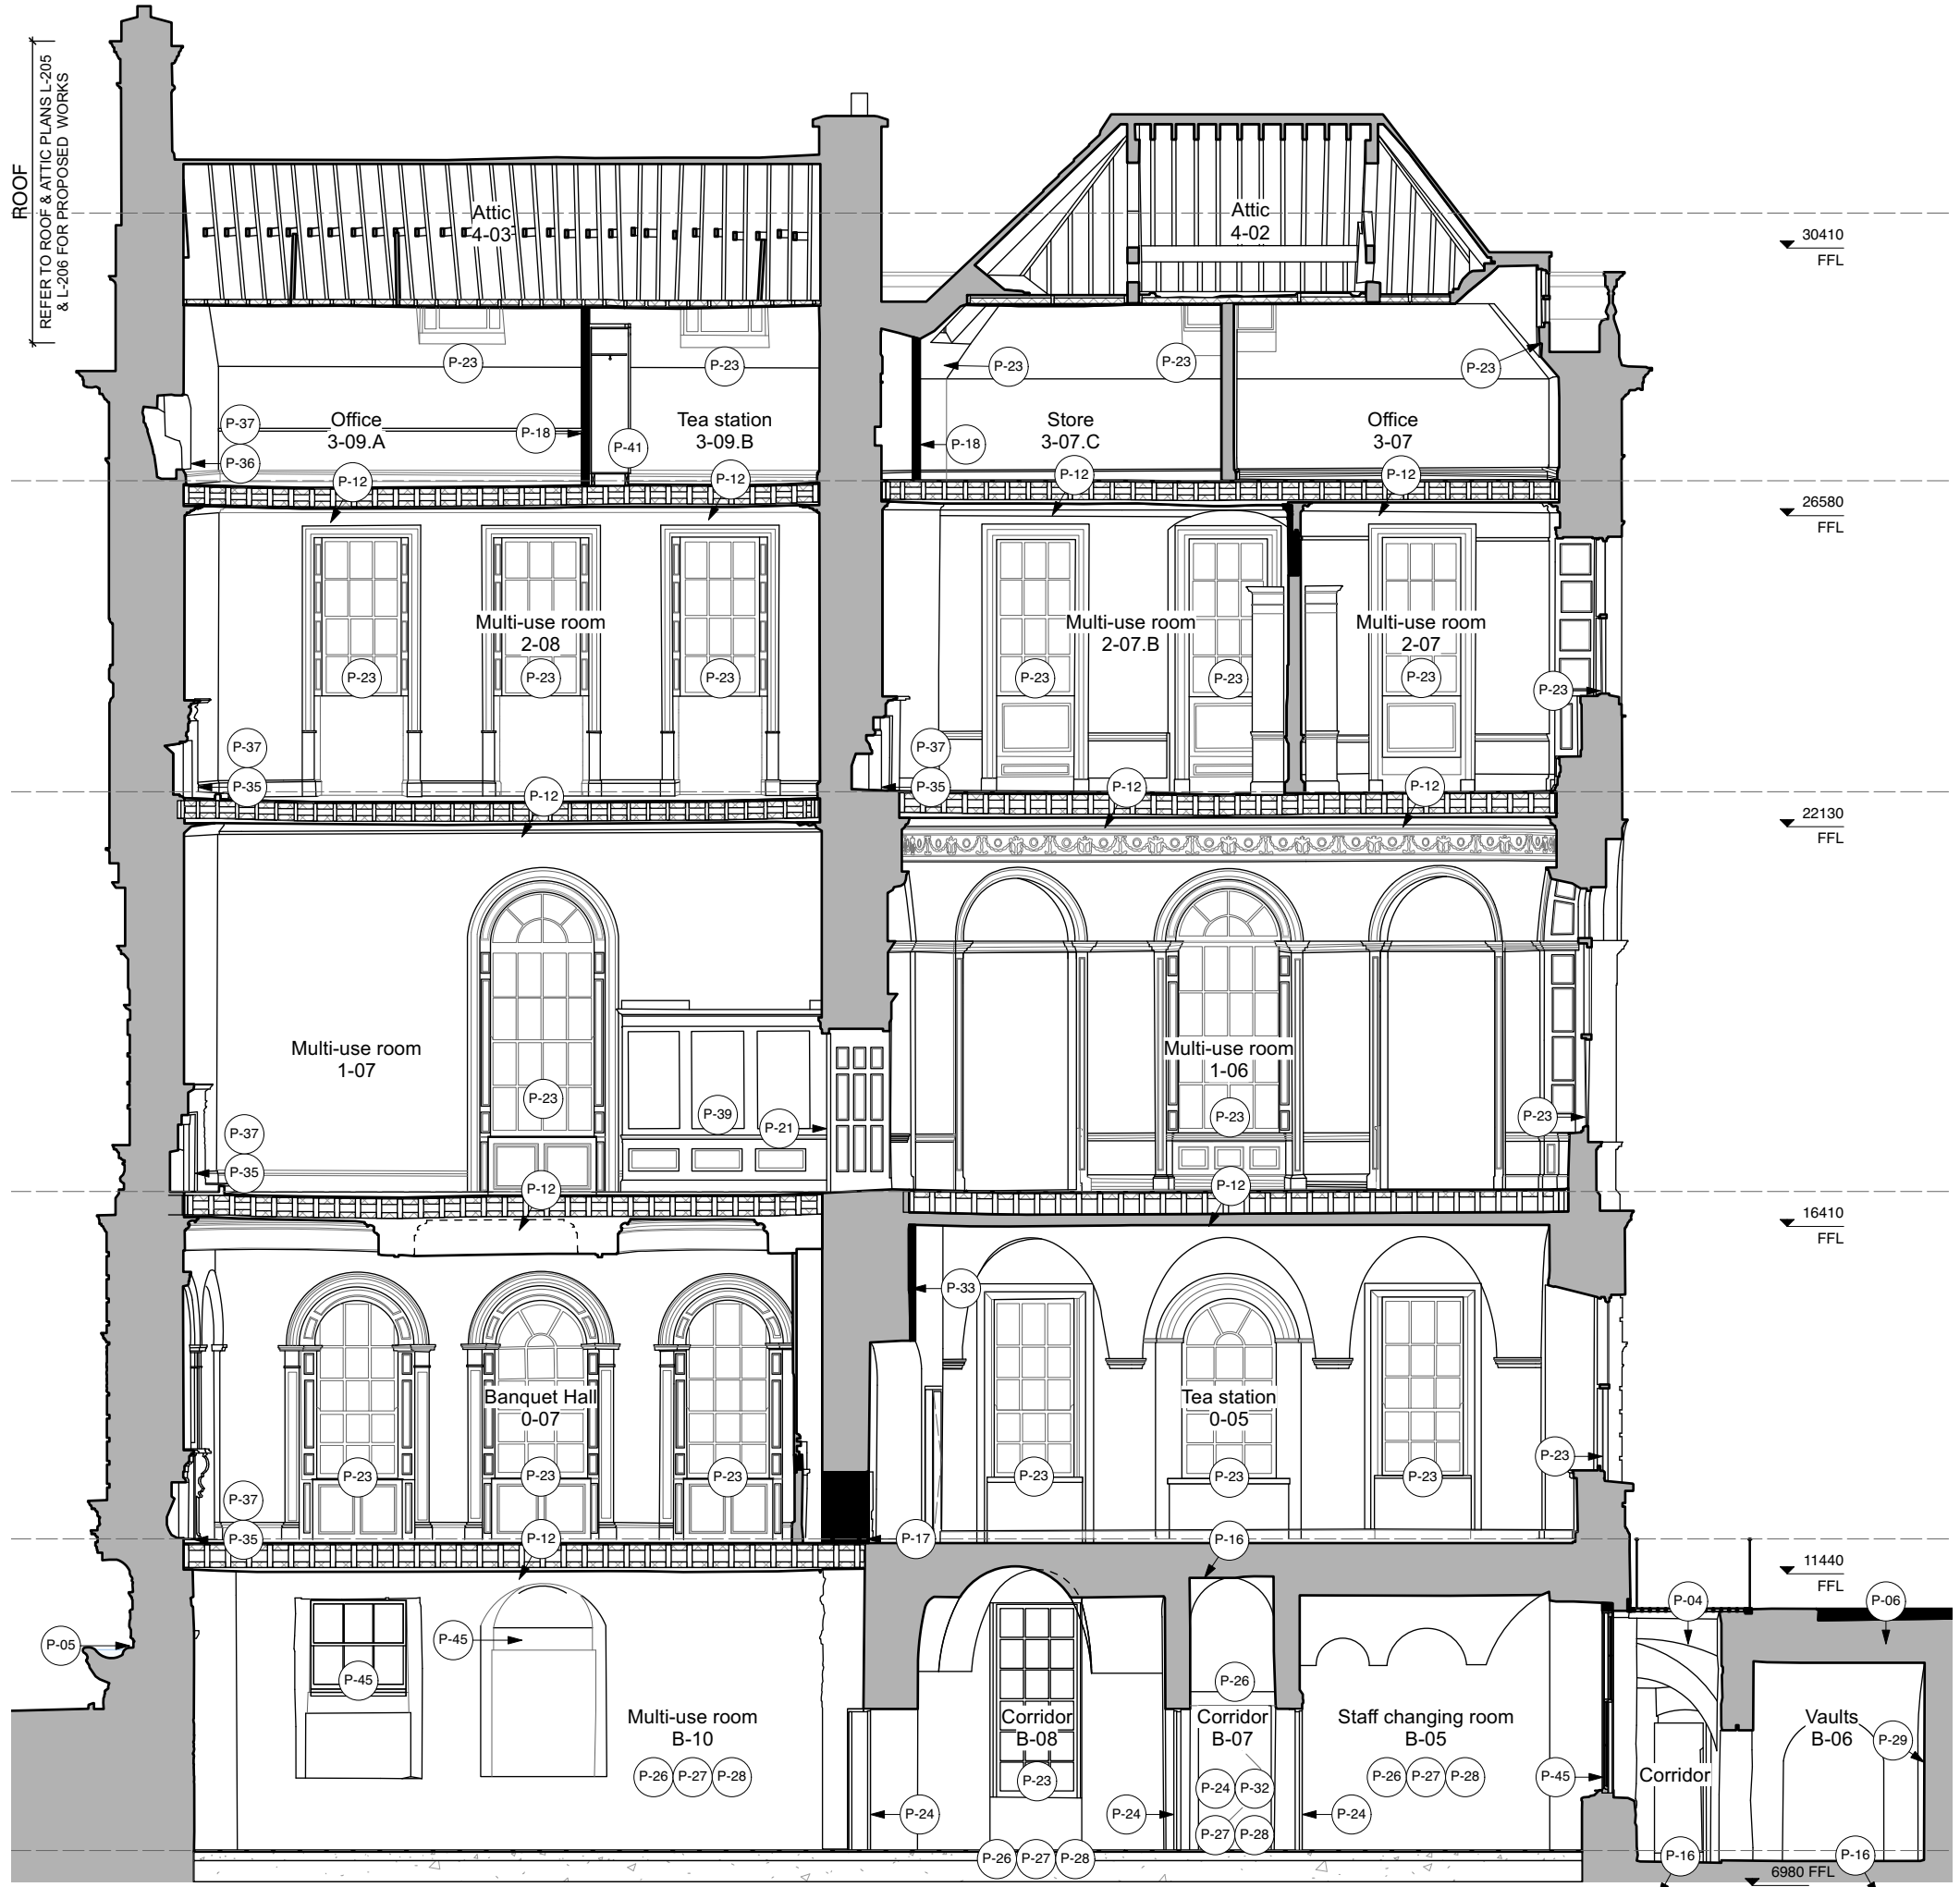 ROOF
REFER TO ROOF & ATTIC PLANS L-205
& L-206 FOR PROPOSED WORKS
Attic
4-03
Attic
4-02
30410
FFL
P-23
P-23
P-23
P-23
P-23
P-37
Office
3-09.A
P-18
P-41
Tea station
3-09.B
P-18
Store
3-07.C
Office
3-07
P-36
P-12
P-12
P-12
P-12
26580
FFL
Multi-use room
2-08
Multi-use room
2-07.B
Multi-use room
2-07
P-23
P-23
P-23
P-23
P-23
P-23
P-23
P-37
P-37
P-35
P-12
P-35
P-12
P-12
22130
FFL
Multi-use room
1-07
Multi-use room
1-06
P-23
P-39
P-21
P-23
P-23
P-37
P-35
P-12
P-12
16410
FFL
P-33
Banquet Hall
0-07
Tea station
0-05
P-23
P-23
P-23
P-23
P-23
P-23
P-23
P-37
P-35
P-12
P-17
P-16
11440
FFL
P-04
P-06
P-05
P-45
P-45
P-26
Multi-use room
B-10
Corridor
B-08
Corridor
B-07
Staff changing room
B-05
Vaults
B-06
P-29
P-26 P-27 P-28
P-23
P-24 P-32
P-26 P-27 P-28
P-45
Corridor
P-24
P-24
P-24
P-27 P-28
P-26 P-27 P-28
P-16
P-16
6980 FFL